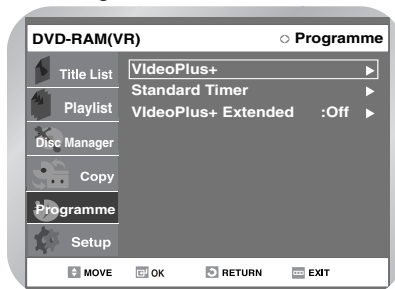 DVD-RAM(VR) Programme
Title List
Playlist
Disc Manager
Copy
Programme
Setup
VIdeoPlus+
Standard Timer
VIdeoPlus+ Extended :Off
MOVE OK RETURN EXIT